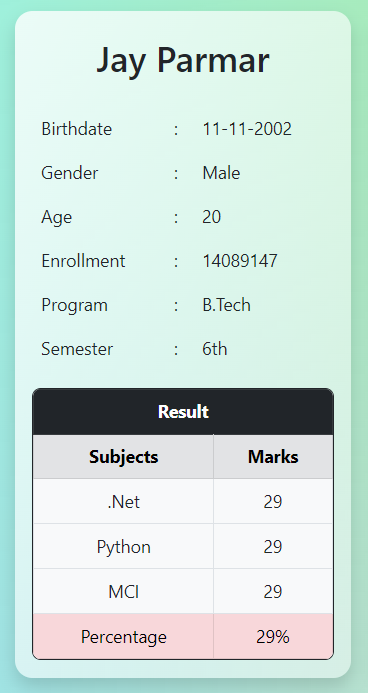 Jay Parmar
Birthdate : 11-11-2002
Gender : Male
Age : 20
Enrollment : 14089147
Program : B.Tech
Semester : 6th
Result
Subjects Marks
.Net 29
Python 29
MCI 29
Percentage 29%